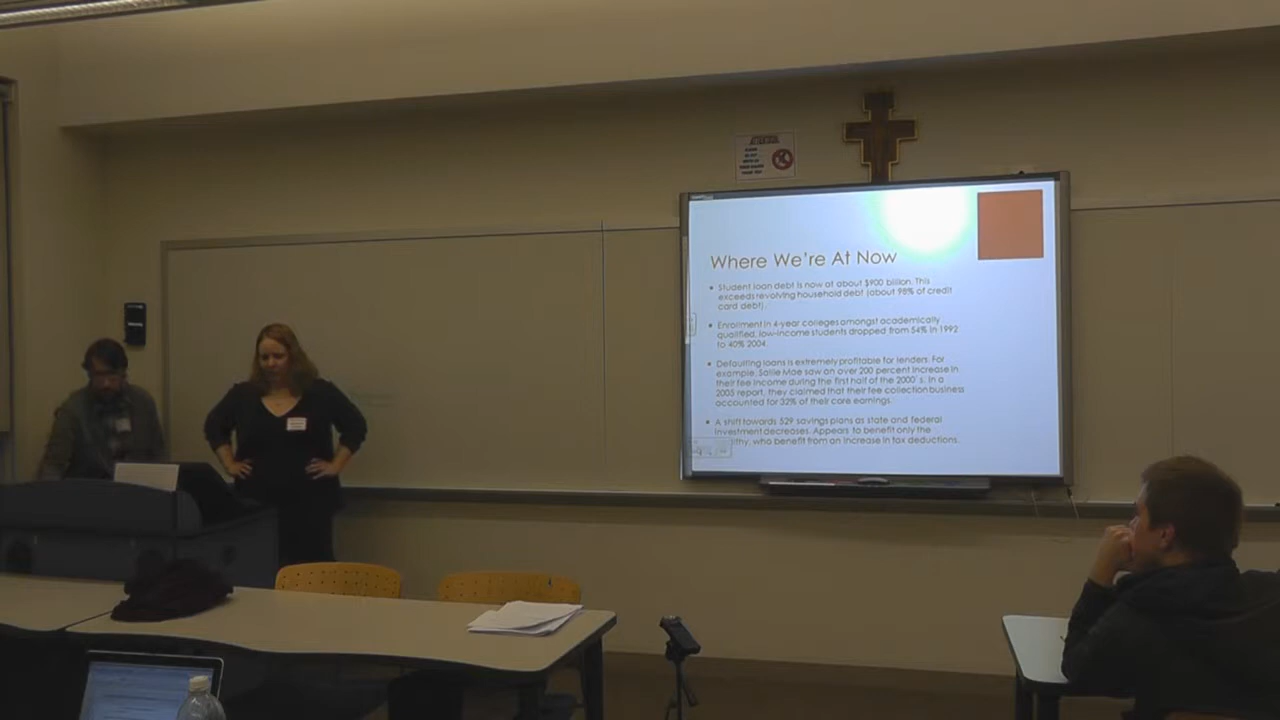 ATTENTION
Where We're At Now
Student loan debt is now at about $900 billion. This
exceeds revolving household debt (about 98% of credit
card debt).
Enrollment in 4-year colleges amongst academically
qualified, low-income students dropped from 54% in 1992
to 40% 2004.
Defaulting loans is extremely profitable for lenders. For
example, Sallie Mae saw an over 200 percent increase in
their fee income during the first half of the 2000's. In a
2005 report, they claimed that their fee collection business
accounted for 32% of their core earnings.
A shift towards 529 savings plans as state and federal
investment decreases. Appears to benefit only the
who benefit from an increase in tax deductions.